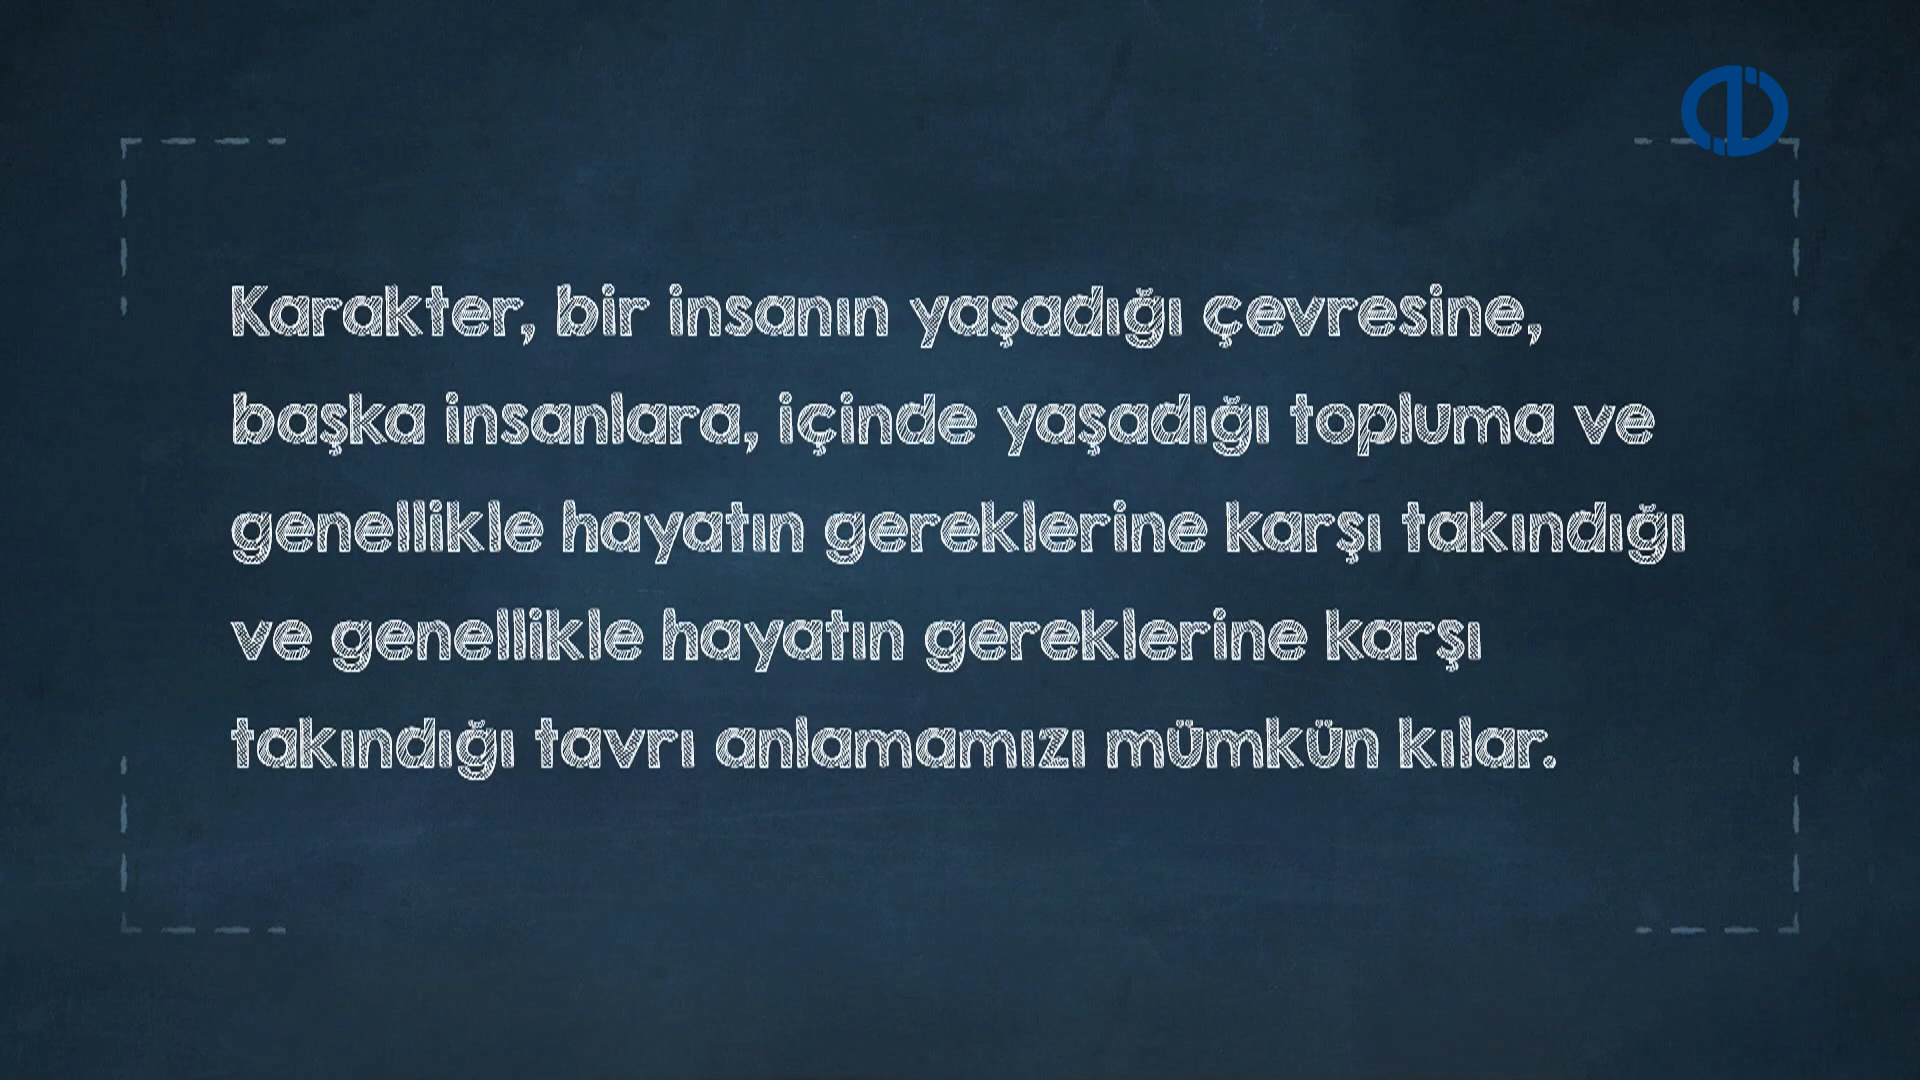 Karakter, bir insanın yaşadığı çevresine,
başka insanlara, içinde yaşadığı topluma ve
genellikle hayatın gereklerine karşı takındığı
ve genellikle hayatın gereklerine karşı
takındığı tavrı anlamamızı mümkün kılar.